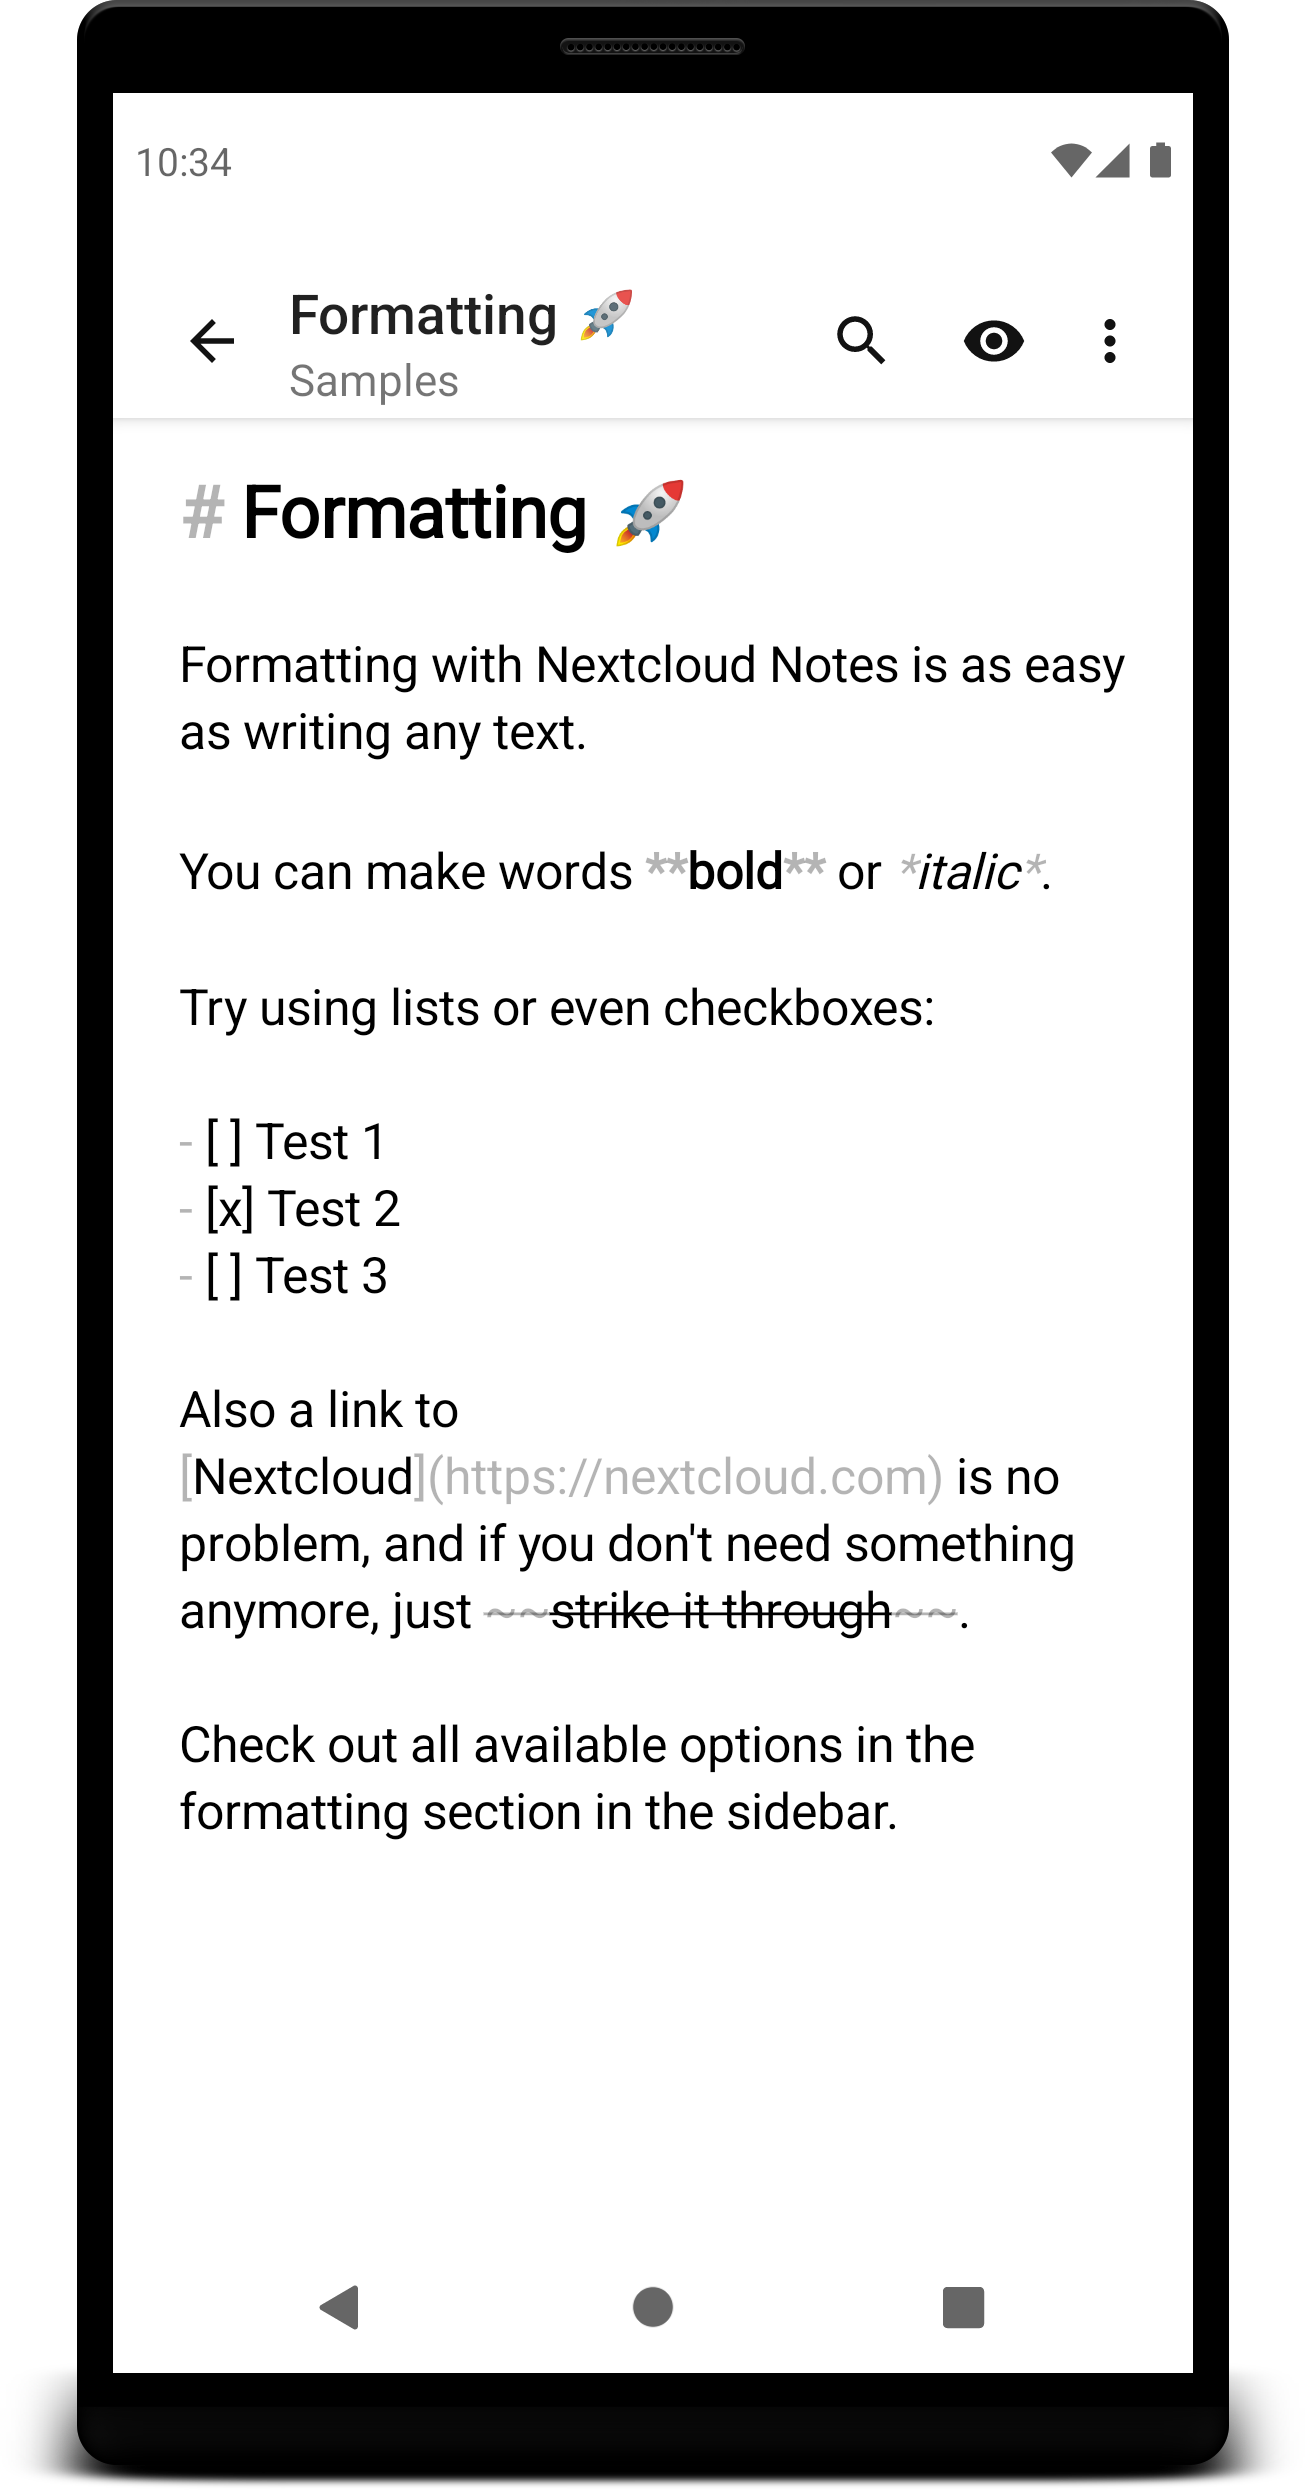 10:34
Formatting 🚀
Samples
# Formatting 🚀
Formatting with Nextcloud Notes is as easy
as writing any text.
You can make words **bold** or *italic*.
Try using lists or even checkboxes:
- [ ] Test 1
- [x] Test 2
- [ ] Test 3
Also a link to
[Nextcloud](https://nextcloud.com) is no
problem, and if you don't need something
anymore, just ~~strike it through~~.
Check out all available options in the
formatting section in the sidebar.